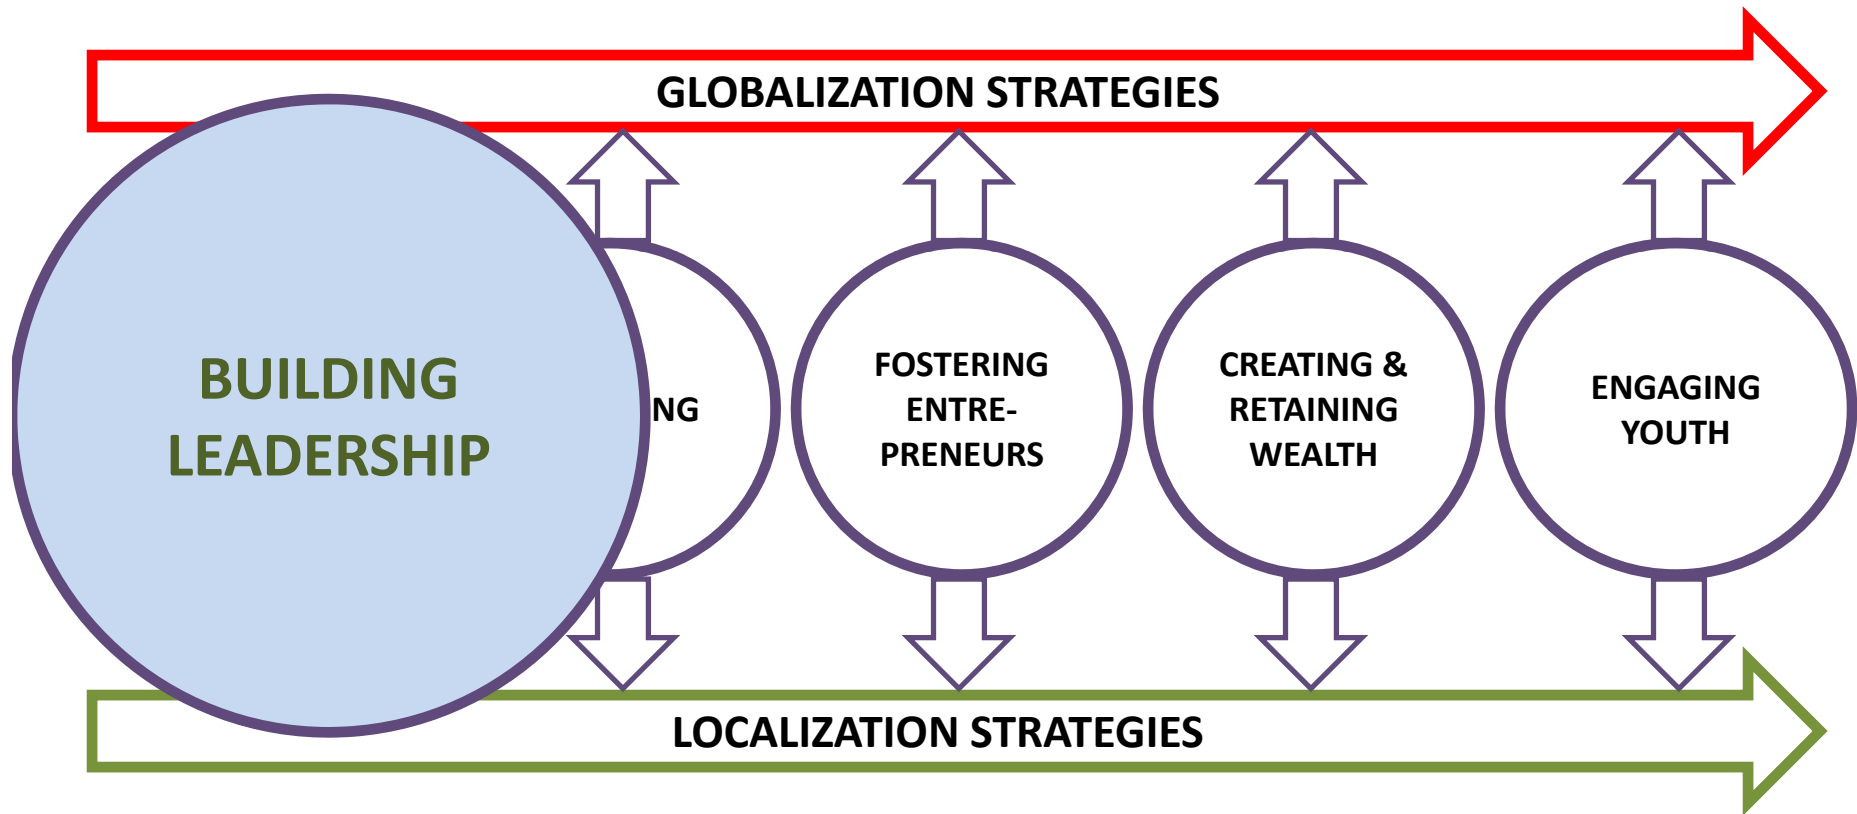 GLOBALIZATION STRATEGIES
BUILDING
LEADERSHIP
NG
FOSTERING
ENTRE-
PRENEURS
CREATING &
RETAINING
WEALTH
ENGAGING
YOUTH
LOCALIZATION STRATEGIES